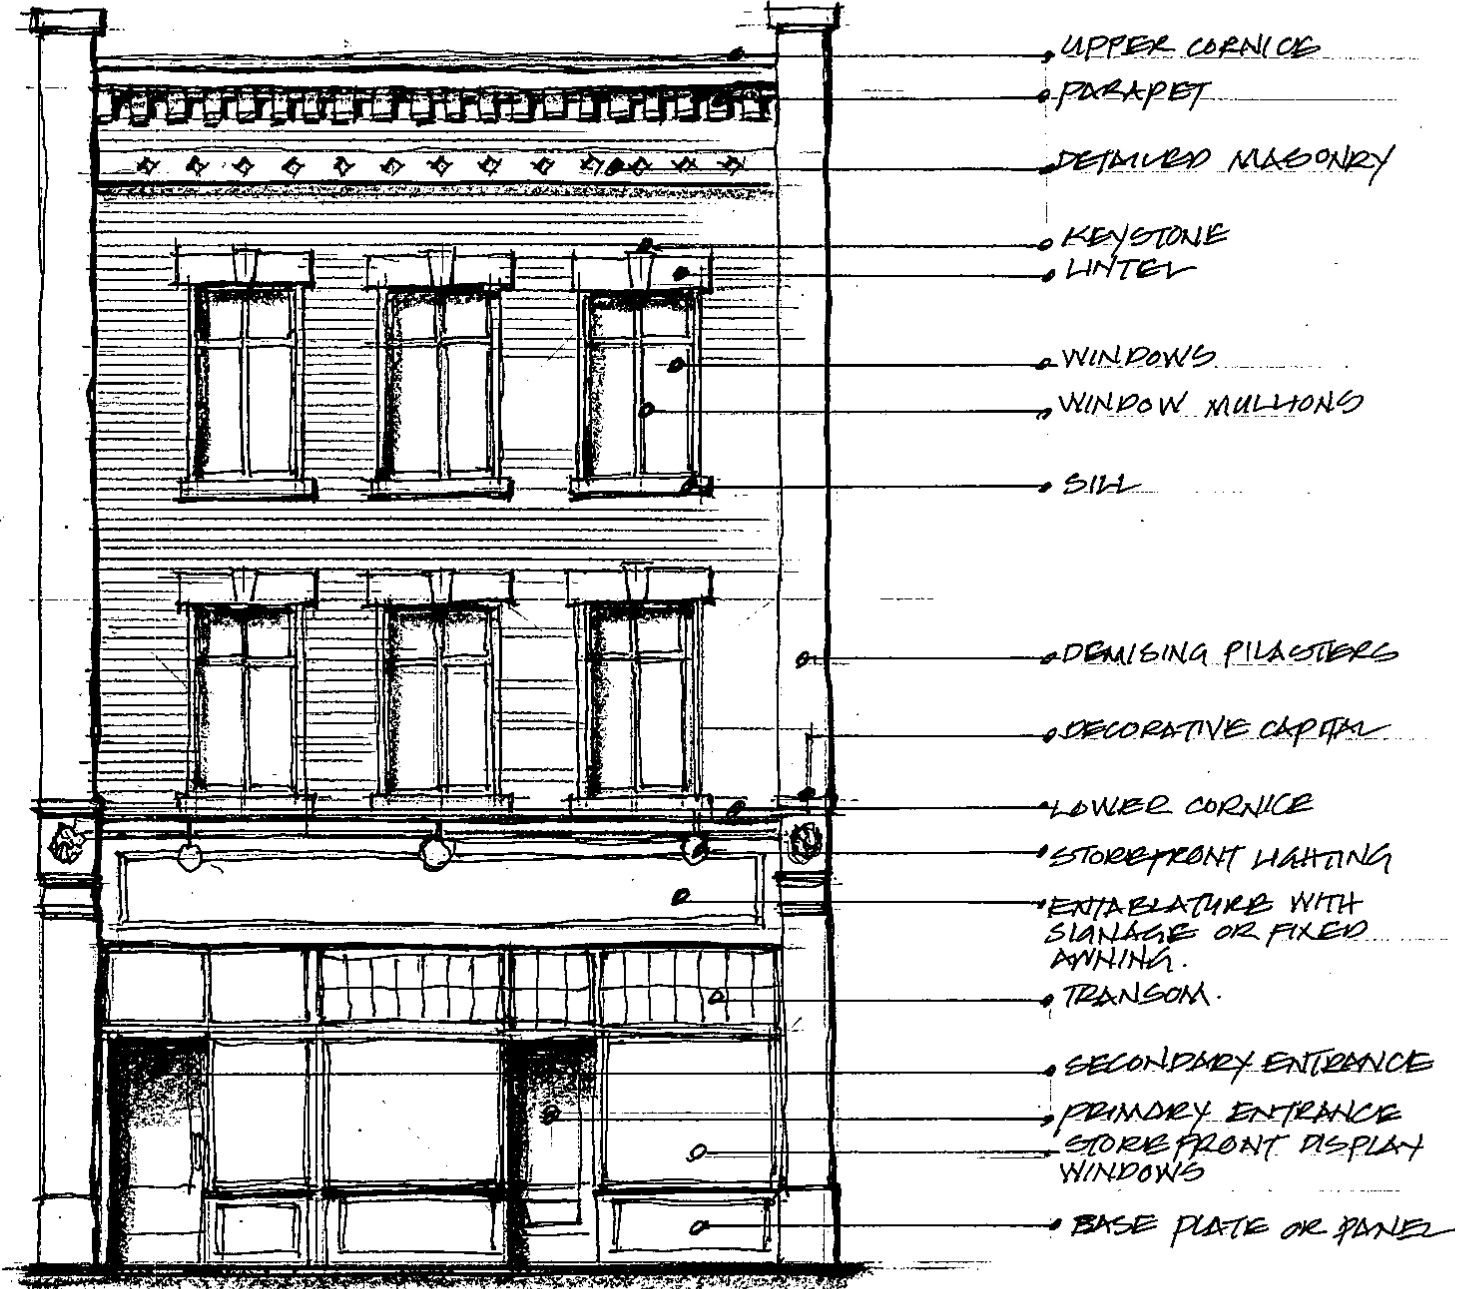 UPPER CORNICE
PARAPET
DETAILED MASONRY
KEYSTONE
LINTEL
WINDOWS
WINDOW MULLIONS
SILL
DEMISING PILASTERS
DECORATIVE CAPITAL
LOWER CORNICE
STOREFRONT LIGHTING
ENTABLATURE WITH
SIGNAGE OR FIXED
AWNING.
TRANSOM.
SECONDARY ENTRANCE
PRIMARY ENTRANCE
STOREFRONT DISPLAY
WINDOWS
BASE PLATE OR PANEL